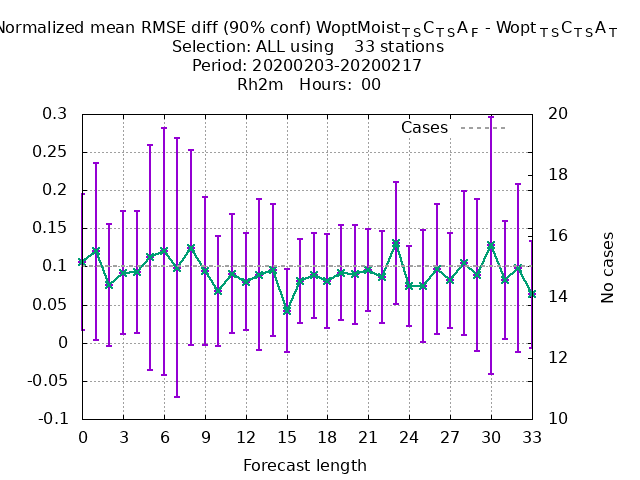 Normalized mean RMSE diff (90% conf) WoptMoist_TSC_TSA_F - Wopt_TSC_TSA_T
Selection: ALL using 33 stations
Period: 20200203-20200217
Rh2m Hours: 00
0.3
0.25
0.2
0.15
0.1
0.05
0
-0.05
-0.1
Cases
20
18
16
14
12
10
No cases
0 3 6 9 12 15 18 21 24 27 30 33
Forecast length